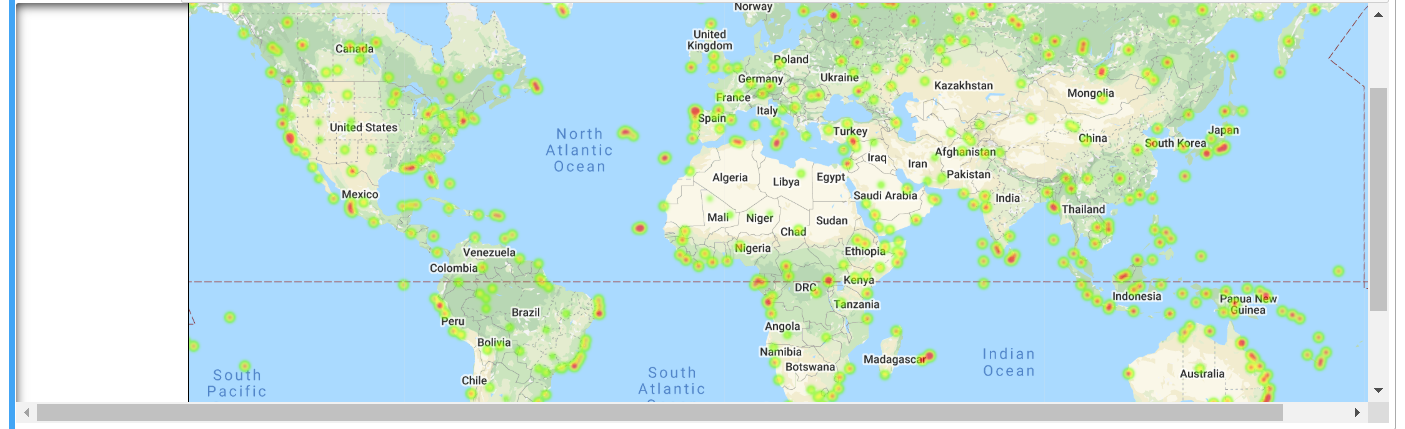 Norway
United
Kingdom
Canada
Poland
Germany
Ukraine
Kazakhstan
Mongolia
France
Italy
Spain
United States
North
Atlantic
Ocean
Turkey
China
Japan
South Korea
Iraq
Iran
Afghanistan
Pakistan
Algeria
Libya
Egypt
Saudi Arabia
India
Mexico
Mali
Niger
Chad
Sudan
Thailand
Nigeria
Ethiopia
Venezuela
Colombia
DRC
Kenya
Indonesia
Papua New
Guinea
Tanzania
Brazil
Peru
Angola
Bolivia
Namibia
Botswana
Madagascar
Indian
Ocean
Australia
Chile
South
Pacific
South
Atlantic